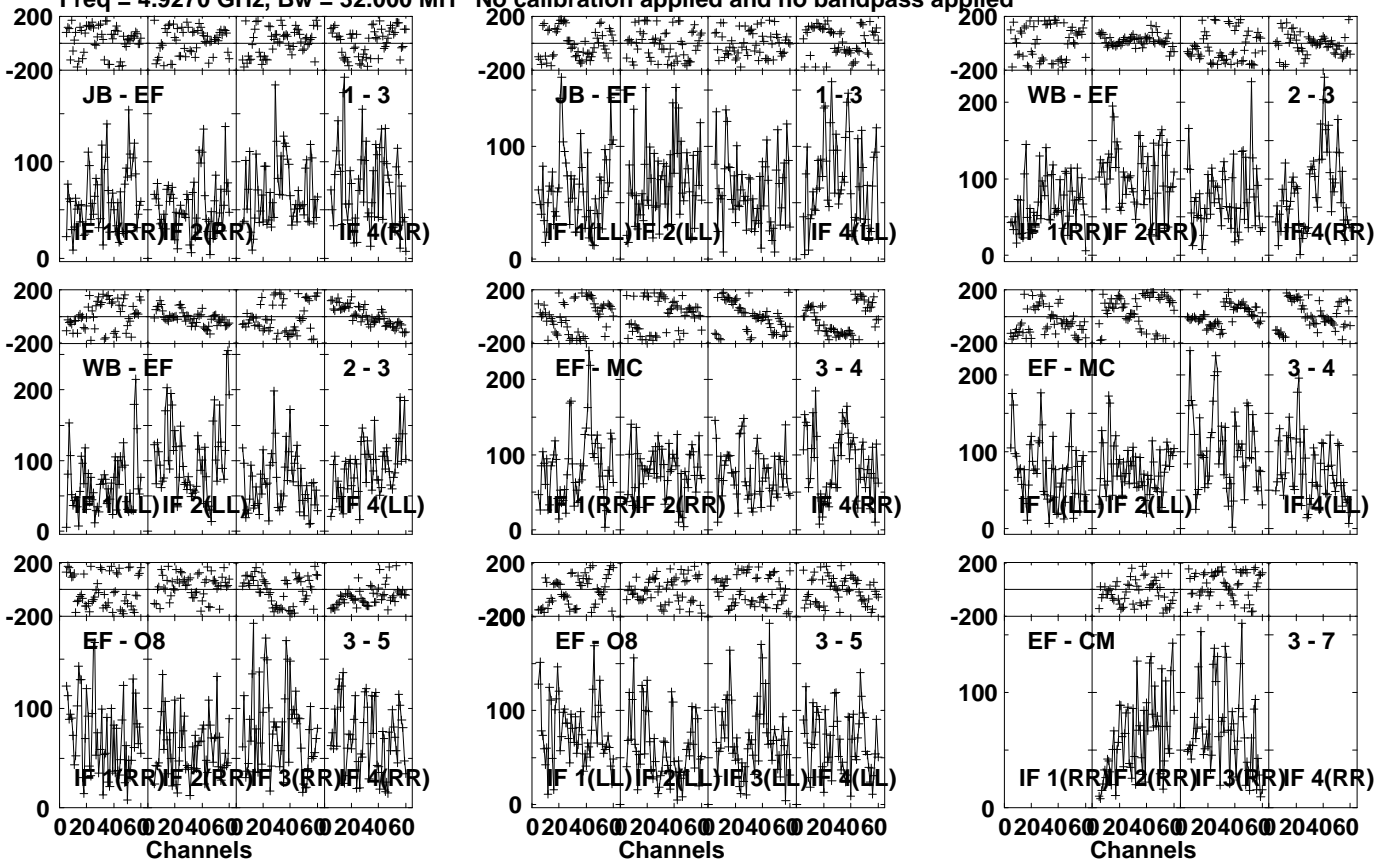 Freq = 4.9270 GHz, Bw = 32.000 MH No calibration applied and no bandpass applied
200
-200
JB - EF 1 - 3
100
0
IF 1(RR) IF 2(RR) IF 4(RR)
JB - EF 1 - 3
100
0
IF 1(LL) IF 2(LL) IF 4(LL)
200
-200
WB - EF 2 - 3
200
100
0
IF 1(RR) IF 2(RR) IF 4(RR)
200
-200
WB - EF 2 - 3
200
100
0
IF 1(LL) IF 2(LL) IF 4(LL)
200
-200
EF - MC 3 - 4
200
100
0
IF 1(RR) IF 2(RR) IF 4(RR)
200
-200
EF - MC 3 - 4
200
100
0
IF 1(LL) IF 2(LL) IF 4(LL)
200
-200
EF - O8 3 - 5
100
0
IF 1(RR) IF 2(RR) IF 3(RR) IF 4(RR)
0 20 40 60 0 20 40 60 0 20 40 60 0 20 40 60
Channels
200
-200
EF - O8 3 - 5
200
100
0
IF 1(LL) IF 2(LL) IF 3(LL) IF 4(LL)
0 20 40 60 0 20 40 60 0 20 40 60 0 20 40 60
Channels
200
-200
EF - CM 3 - 7
100
0
IF 1(RR) IF 2(RR) IF 3(RR) IF 4(RR)
0 20 40 60 0 20 40 60 0 20 40 60 0 20 40 60
Channels